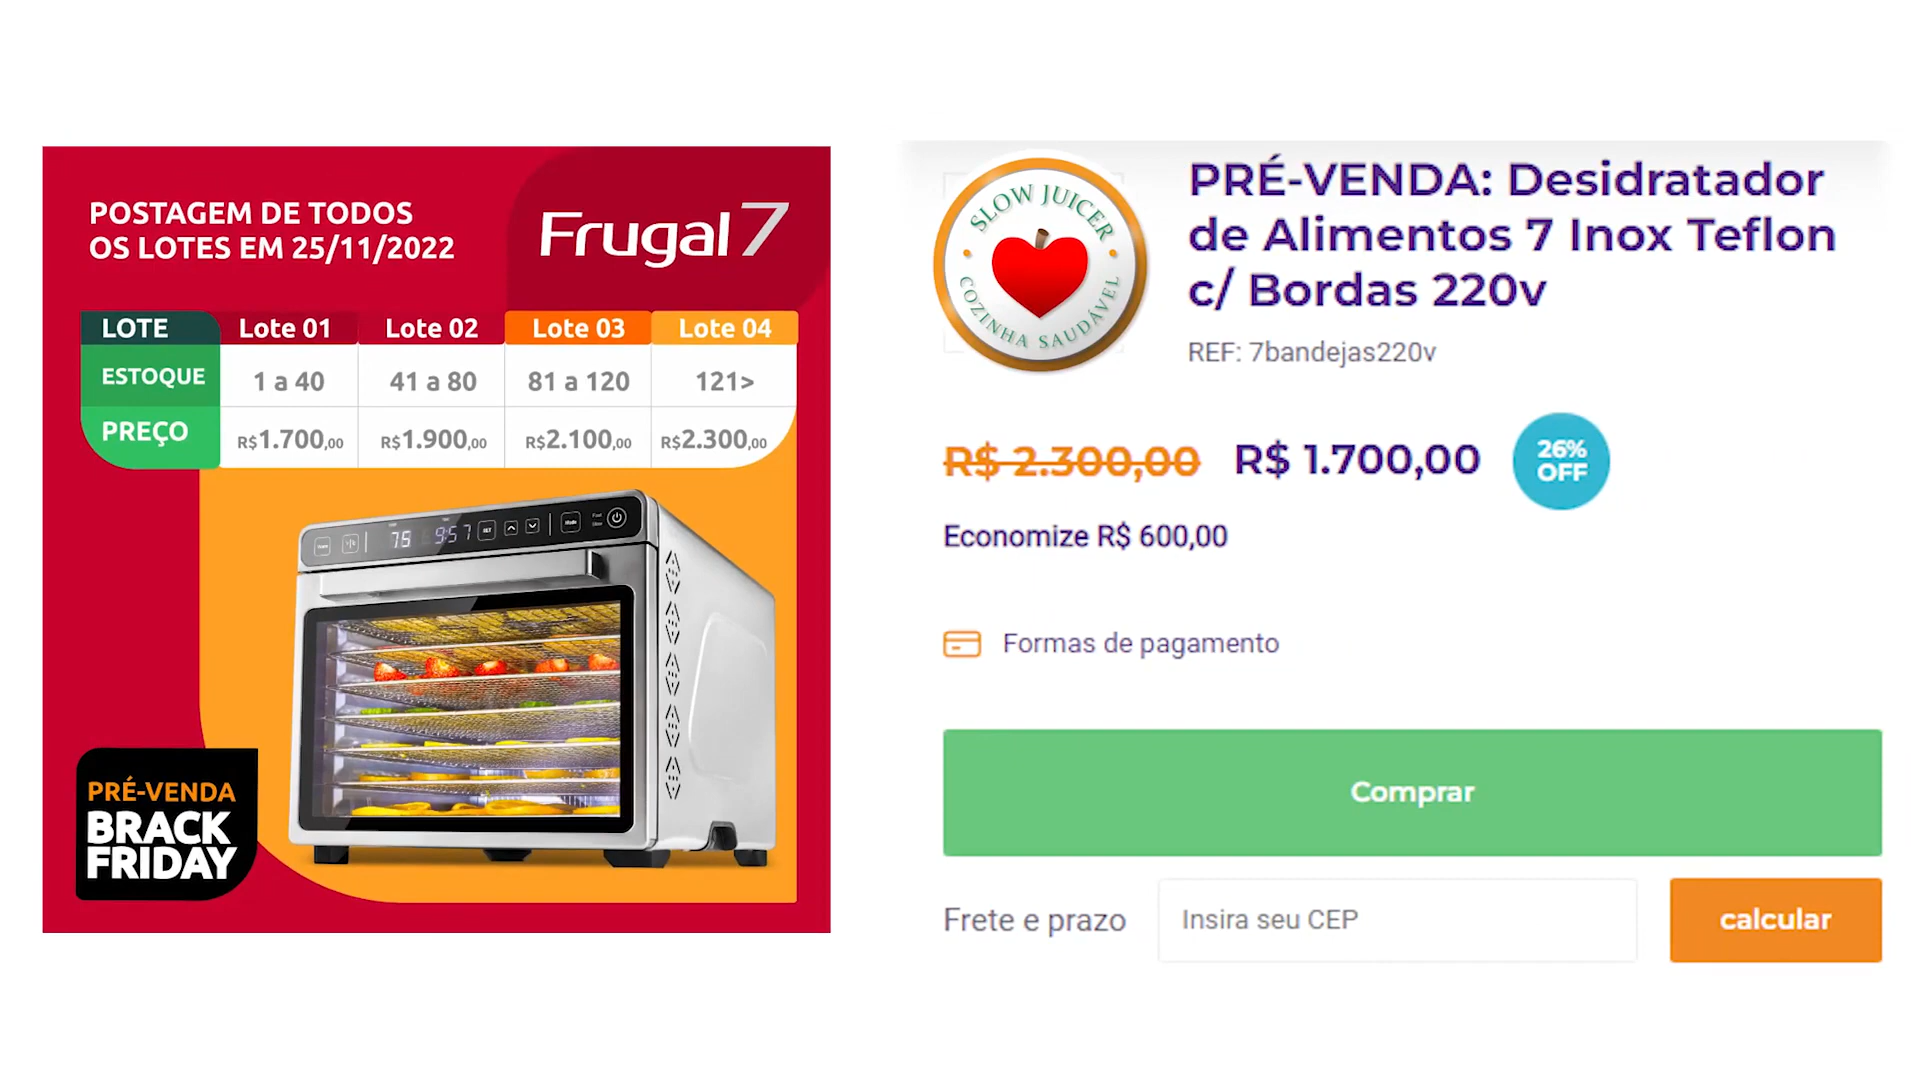 POSTAGEM DE TODOS
OS LOTES EM 25/11/2022
Frugal 7
LOTE Lote 01 Lote 02 Lote 03 Lote 04
ESTOQUE 1 a 40 41 a 80 81 a 120 121>
PREÇO R$1.700,00 R$1.900,00 R$2.100,00 R$2.300,00
75 9:57
PRÉ-VENDA
BRACK
FRIDAY
SLOW JUICER
COZINHA SAUDÁVEL
PRÉ-VENDA: Desidratador
de Alimentos 7 Inox Teflon
c/ Bordas 220v
REF: 7bandejas220v
R$ 2.300,00 R$ 1.700,00
26%
OFF
Economize R$ 600,00
Formas de pagamento
Comprar
Frete e prazo Insira seu CEP calcular